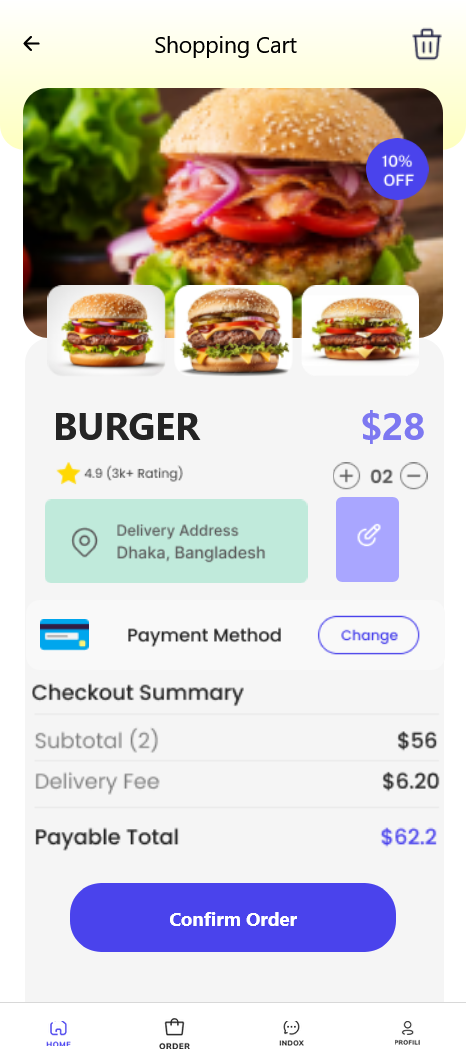 Shopping Cart
10%
OFF
BURGER
$28
4.9 (3k+ Rating)
02
Delivery Address
Dhaka, Bangladesh
Payment Method
Change
Checkout Summary
Subtotal (2)
$56
Delivery Fee
$6.20
Payable Total
$62.2
Confirm Order
HOME
ORDER
INDOX
PROFILI